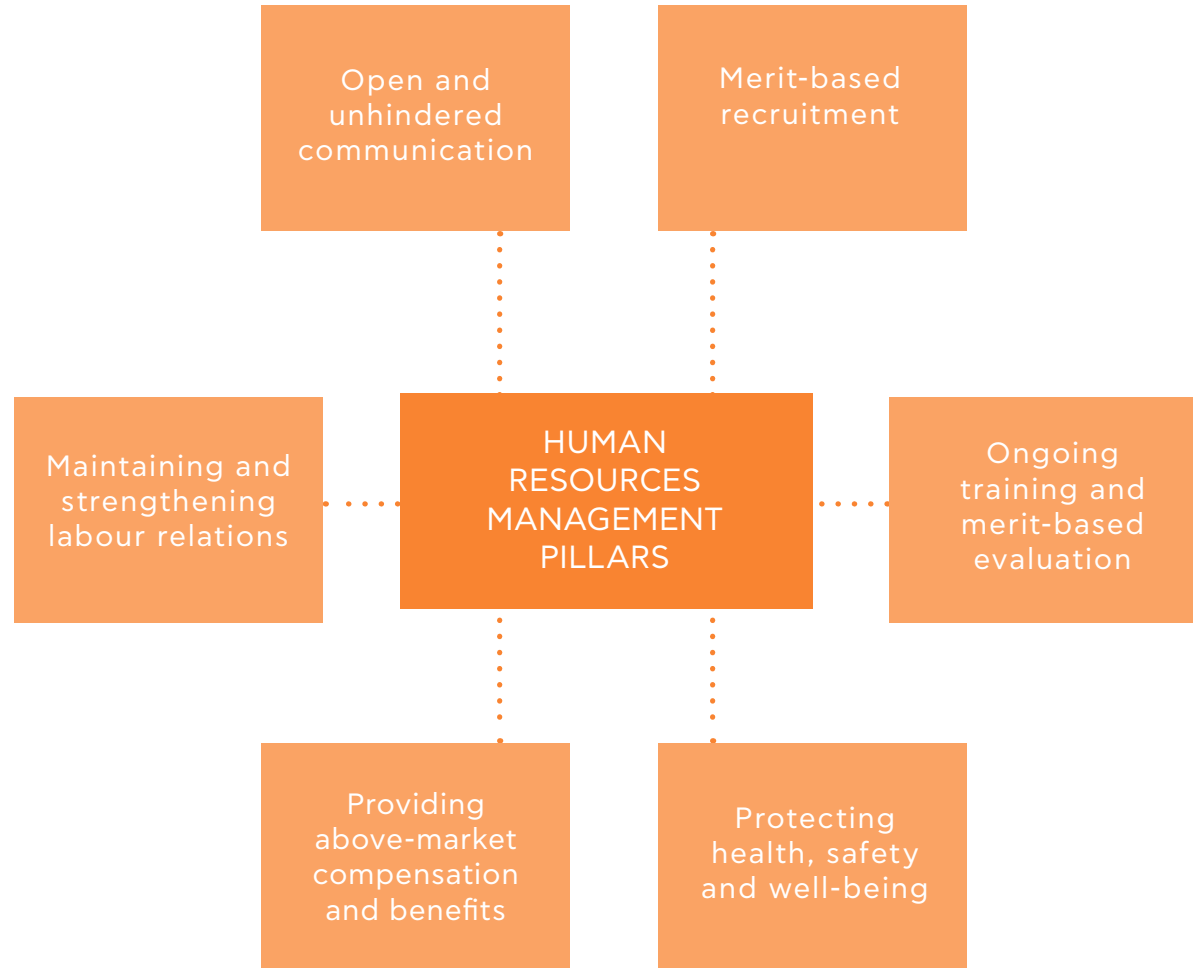 Open and
unhindered
communication
Merit-based
recruitment
Maintaining and
strengthening
labour relations
HUMAN
RESOURCES
MANAGEMENT
PILLARS
Ongoing
training and
merit-based
evaluation
Providing
above-market
compensation
and benefits
Protecting
health, safety
and well-being